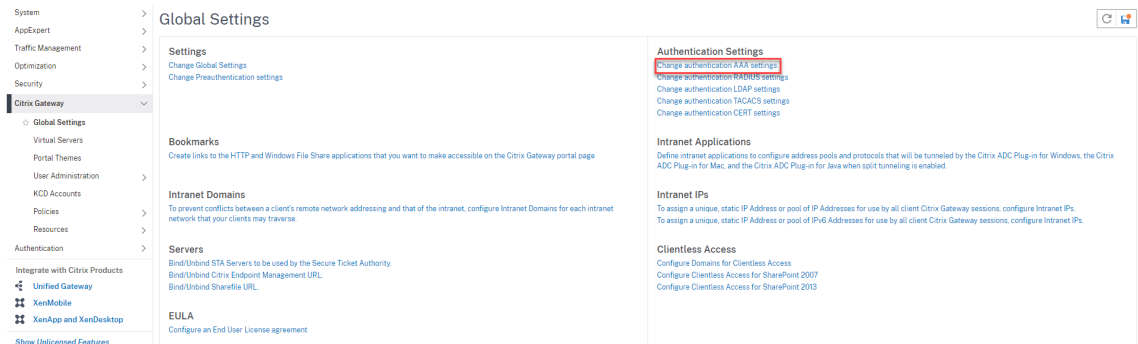 System
AppExpert
Traffic Management
Optimization
Security
Citrix Gateway
Global Settings
Virtual Servers
Portal Themes
User Administration
KCD Accounts
Policies
Resources
Authentication
Integrate with Citrix Products
Unified Gateway
XenMobile
XenApp and XenDesktop
Show Unlicensed Features
Global Settings
Settings
Change Global Settings
Change Preauthentication settings
Authentication Settings
Change authentication AAA settings
Change authentication RADIUS settings
Change authentication LDAP settings
Change authentication TACACS settings
Change authentication CERT settings
Bookmarks
Create links to the HTTP and Windows File Share applications that you want to make accessible on the Citrix Gateway portal page
Intranet Applications
Define intranet applications to configure address pools and protocols that will be tunneled by the Citrix ADC Plug-in for Windows, the Citrix
ADC Plug-in for Mac, and the Citrix ADC Plug-in for Java when split tunneling is enabled.
Intranet Domains
To prevent conflicts between a client's remote network addressing and that of the intranet, configure Intranet Domains for each intranet
network that your clients may traverse.
Intranet IPs
To assign a unique, static IP Address or pool of IP Addresses for use by all client Citrix Gateway sessions, configure Intranet IPs.
To assign a unique, static IP Address or pool of IPv6 Addresses for use by all client Citrix Gateway sessions, configure Intranet IPs.
Servers
Bind/Unbind STA Servers to be used by the Secure Ticket Authority.
Bind/Unbind Citrix Endpoint Management URL.
Bind/Unbind Sharefile URL.
Clientless Access
Configure Domains for Clientless Access
Configure Clientless Access for SharePoint 2007
Configure Clientless Access for SharePoint 2013
EULA
Configure an End User License agreement